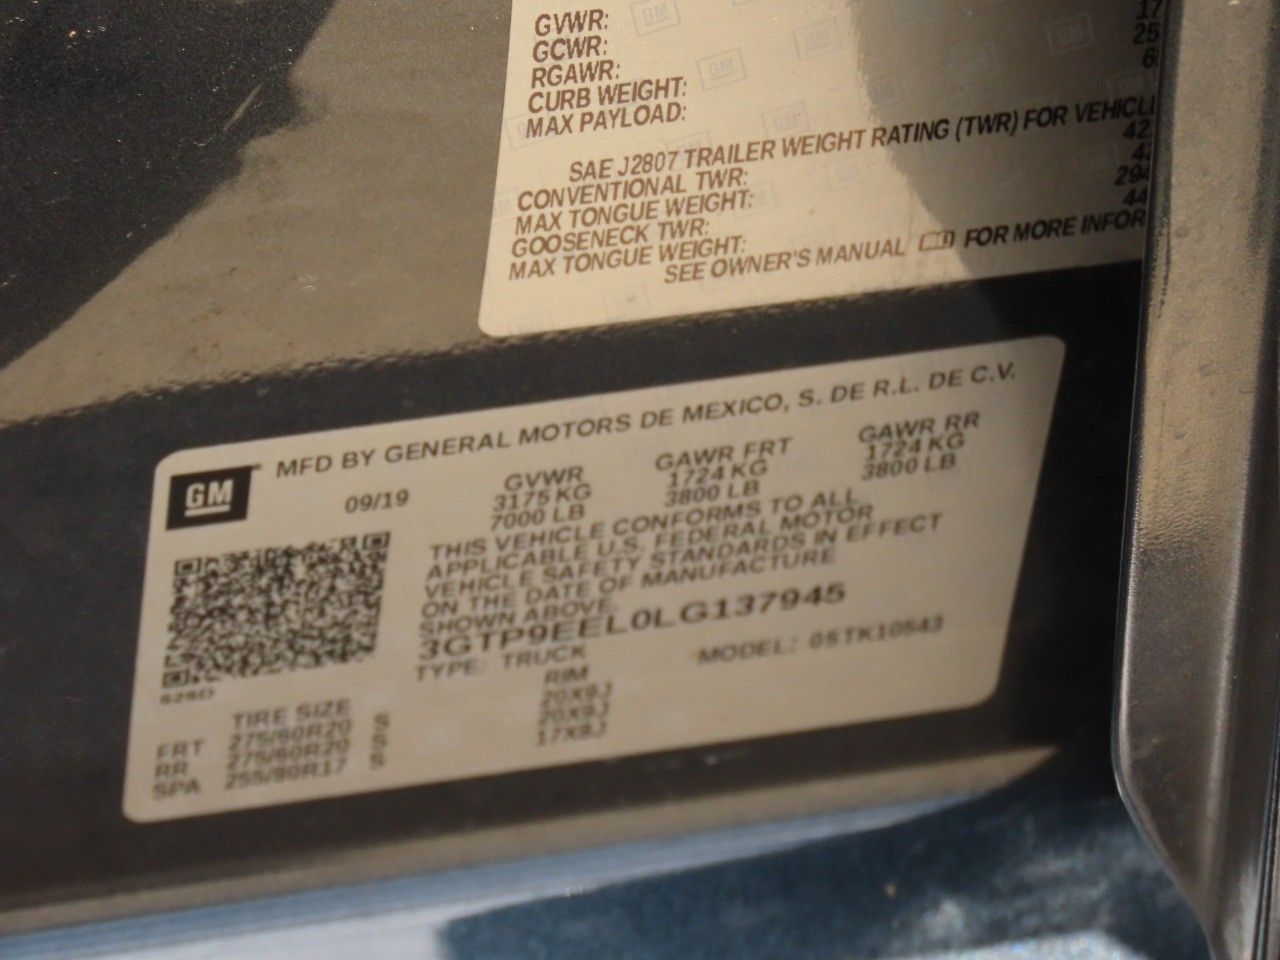 GVWR:
GCWR:
RGAWR:
CURB WEIGHT:
MAX PAYLOAD:
SAE J2807 TRAILER WEIGHT RATING (TWR) FOR VEHICLE
CONVENTIONAL TWR:
MAX TONGUE WEIGHT:
GOOSENECK TWR:
MAX TONGUE WEIGHT:
SEE OWNER'S MANUAL FOR MORE INFOR
GM MFD BY GENERAL MOTORS DE MEXICO, S. DE R.L. DE C.V.
09/19 GVWR GAWR FRT GAWR RR
3175 KG 1724 KG 1724 KG
7000 LB 3800 LB 3800 LB
THIS VEHICLE CONFORMS TO ALL
APPLICABLE U.S. FEDERAL MOTOR
VEHICLE SAFETY STANDARDS IN EFFECT
ON THE DATE OF MANUFACTURE
SHOWN ABOVE
3GTP9EEL0LG137945
TYPE: TRUCK MODEL: 0STK10543
TIRE SIZE RIM
FRT 275/60R20 S 20X9J
RR 275/60R20 S 20X9J
SPA 255/80R17 S 17X8J